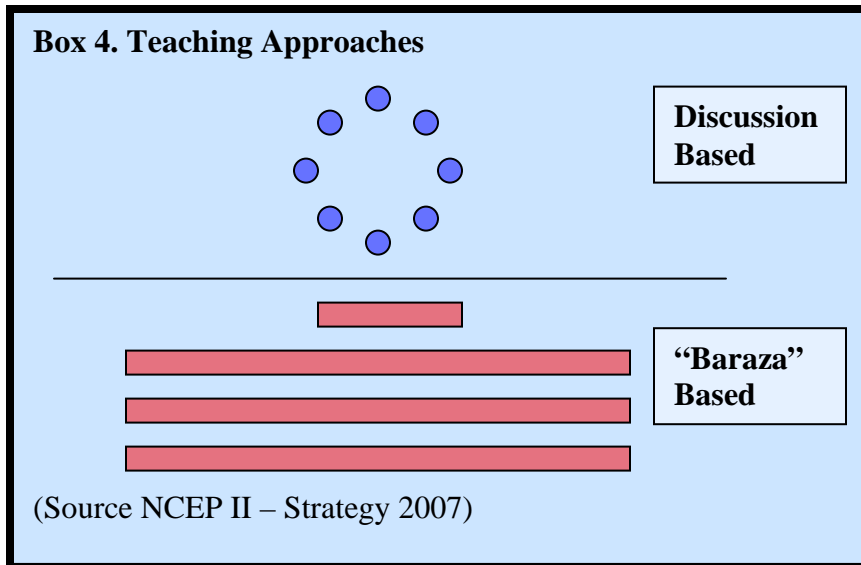 Box 4. Teaching Approaches
Discussion
Based
“Baraza”
Based
(Source NCEP II – Strategy 2007)